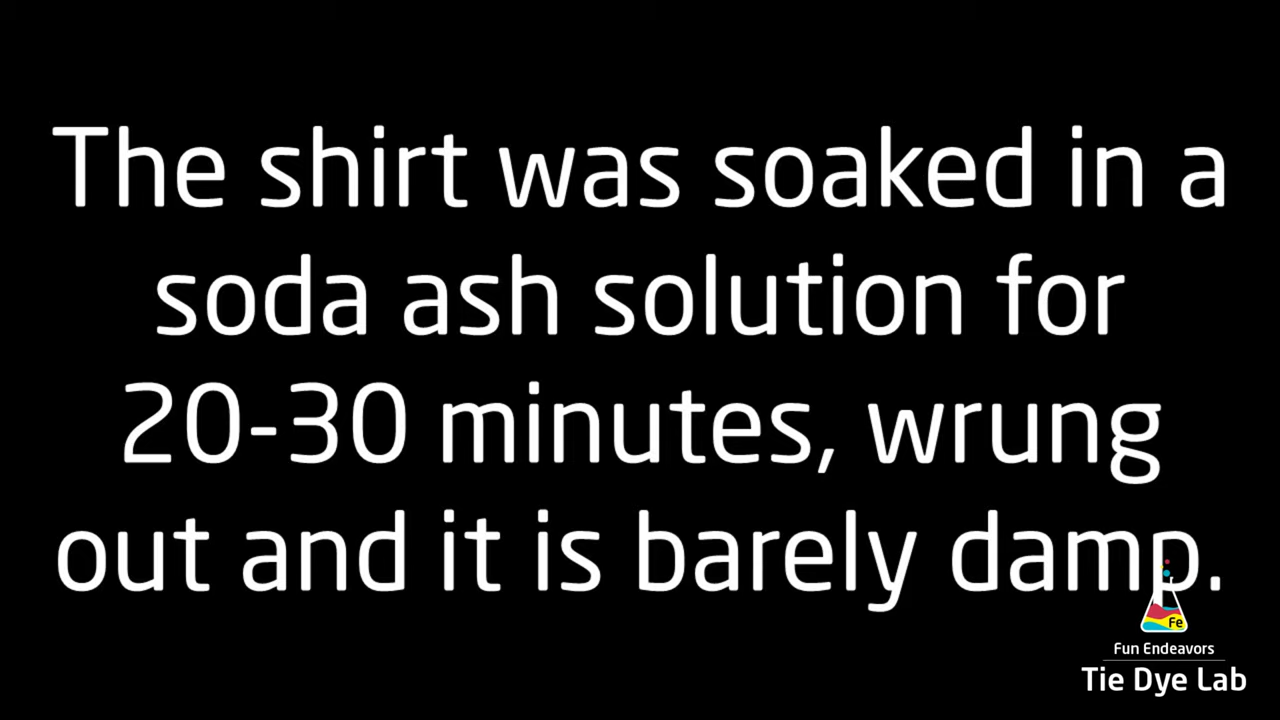 The shirt was soaked in a
soda ash solution for
20-30 minutes, wrung
out and it is barely damp.
Fe
Fun Endeavors
Tie Dye Lab